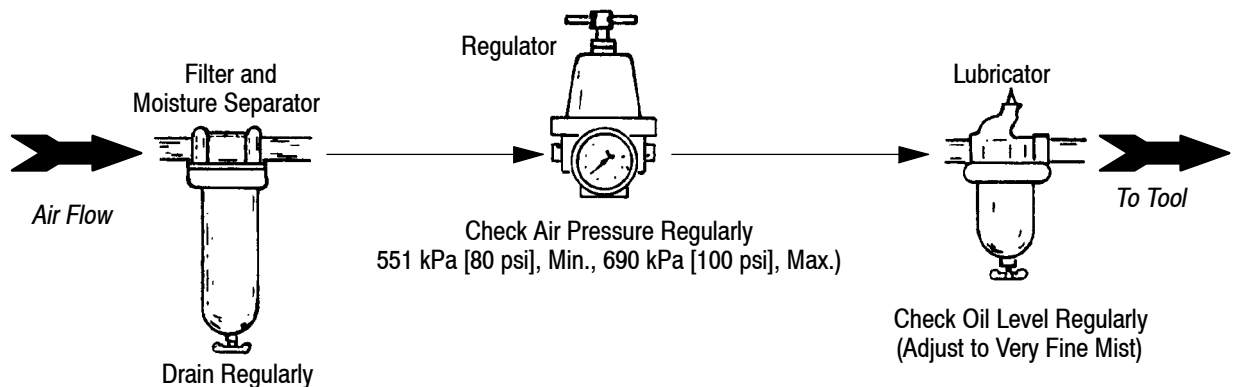 Filter and
Moisture Separator
Air Flow
Drain Regularly
Regulator
Check Air Pressure Regularly
551 kPa [80 psi], Min., 690 kPa [100 psi], Max.)
Lubricator
To Tool
Check Oil Level Regularly
(Adjust to Very Fine Mist)